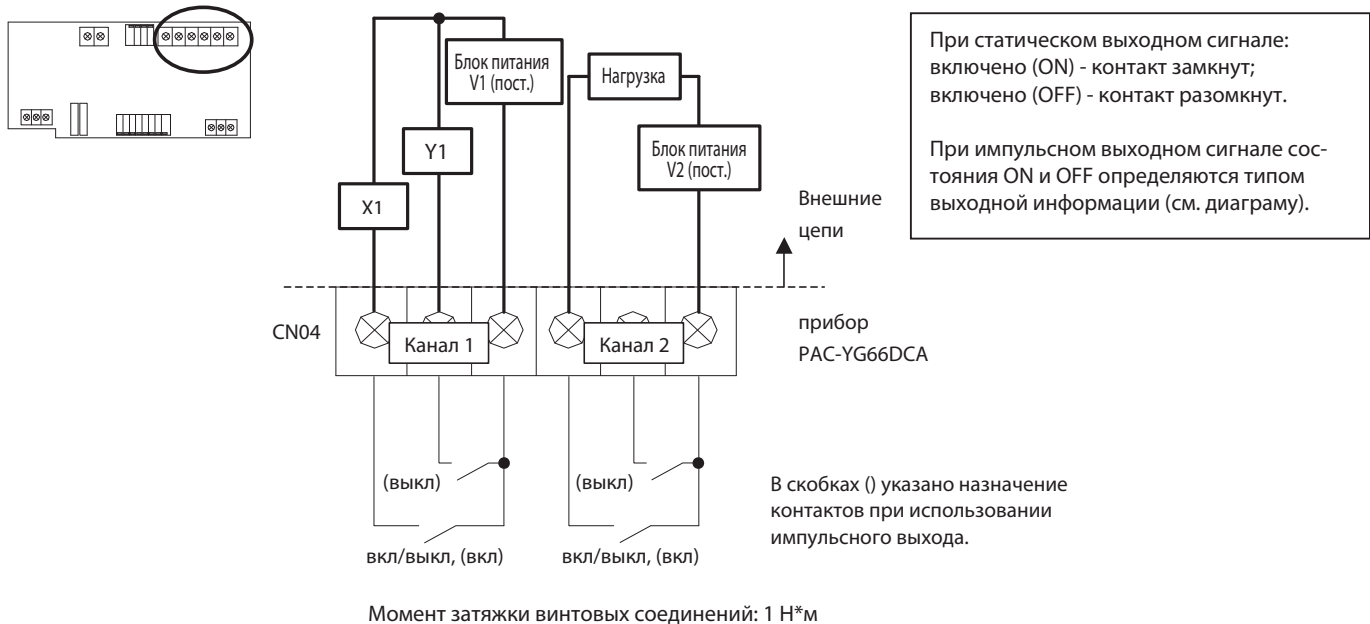 Блок питания
V1 (пост.)
Нагрузка
Y1
Блок питания
V2 (пост.)
X1
Внешние
цепи
При статическом выходном сигнале:
включено (ON) - контакт замкнут;
включено (OFF) - контакт разомкнут.
При импульсном выходном сигнале сос-
тояния ON и OFF определяются типом
выходной информации (см. диаграму).
CN04
Канал 1
Канал 2
прибор
PAC-YG66DCA
(выкл)
(выкл)
вкл/выкл, (вкл)
вкл/выкл, (вкл)
В скобках () указано назначение
контактов при использовании
импульсного выхода.
Момент затяжки винтовых соединений: 1 Н*м